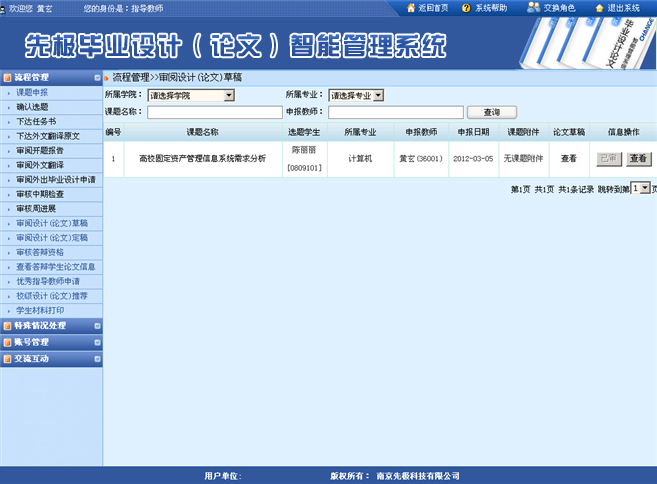 欢迎您 黄玄 您的身份是：指导教师 返回首页 系统帮助 交换角色 退出系统
先极毕业设计（论文）智能管理系统
流程管理
课题申报
确认选题
下达任务书
下达外文翻译原文
审阅开题报告
审阅外文翻译
审阅外出毕业设计申请
审核中期检查
审核周进展
审阅设计(论文)草稿
审阅设计(论文)定稿
审核答辩资格
查看答辩学生论文信息
优秀指导教师申请
校级设计(论文)推荐
学生材料打印
特殊情况处理
账号管理
交流互动
流程管理>>审阅设计(论文)草稿
所属学院： 请选择学院 所属专业： 请选择专业
课题名称： 申报教师： 查询
编号 课题名称 选题学生 所属专业 申报教师 申报日期 课题附件 论文草稿 信息操作
1 高校固定资产管理信息系统需求分析 陈丽丽 [0809101] 计算机 黄玄(36001) 2012-03-05 无课题附件 查看 已审 查看
第1页 共1页 共1条记录 跳转到第 1 页
用户单位： 版权所有： 南京先极科技有限公司